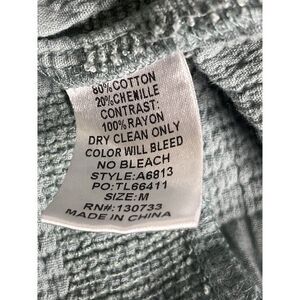 80% COTTON
20% CHENILLE
CONTRAST:
100% RAYON
DRY CLEAN ONLY
COLOR WILL BLEED
NO BLEACH
STYLE:A6813
PO:TL66411
SIZE:M
RN#:130733
MADE IN CHINA